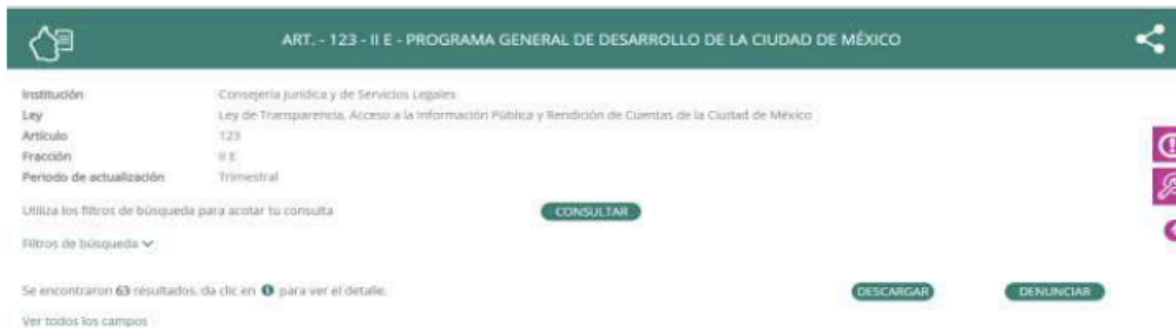 ART. - 123 - II E - PROGRAMA GENERAL DE DESARROLLO DE LA CIUDAD DE MÉXICO
Institución Consejería Jurídica y de Servicios Legales
Ley Ley de Transparencia, Acceso a la Información Pública y Rendición de Cuentas de la Ciudad de México
Artículo 123
Fracción II E
Periodo de actualización Trimestral
Utiliza los filtros de búsqueda para acotar tu consulta CONSULTAR
Filtros de búsqueda
Se encontraron 63 resultados, da clic en para ver el detalle. DESCARGAR DENUNCIAR
Ver todos los campos